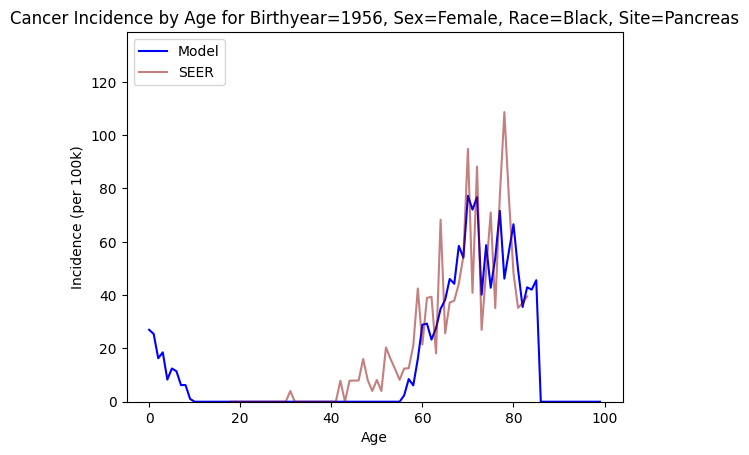 Cancer Incidence by Age for Birthyear=1956, Sex=Female, Race=Black, Site=Pancreas
Model
SEER
Incidence (per 100k)
120
100
80
60
40
20
0
0 20 40 60 80 100
Age